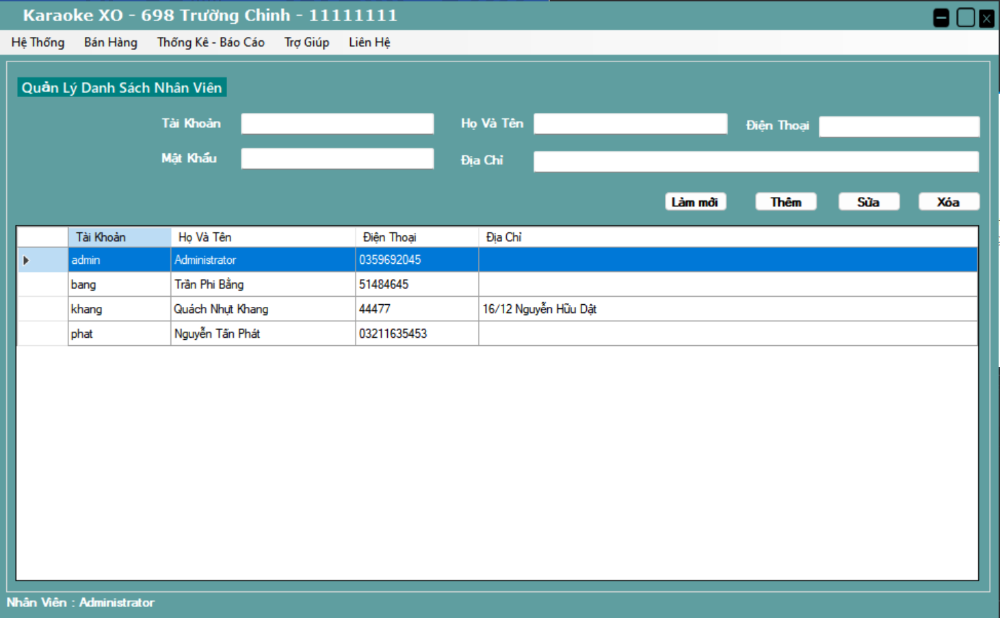 Karaoke XO - 698 Trường Chinh - 11111111
Hệ Thống Bán Hàng Thống Kê - Báo Cáo Trợ Giúp Liên Hệ
Quản Lý Danh Sách Nhân Viên
Tài Khoản Họ Và Tên Điện Thoại
Mật Khẩu Địa Chỉ
Làm mới Thêm Sửa Xóa
Tài Khoản Họ Và Tên Điện Thoại Địa Chỉ
admin Administrator 0359692045
bang Trần Phi Bằng 51484645
khang Quách Nhựt Khang 44477 16/12 Nguyễn Hữu Dật
phat Nguyễn Tấn Phát 03211635453
Nhân Viên : Administrator